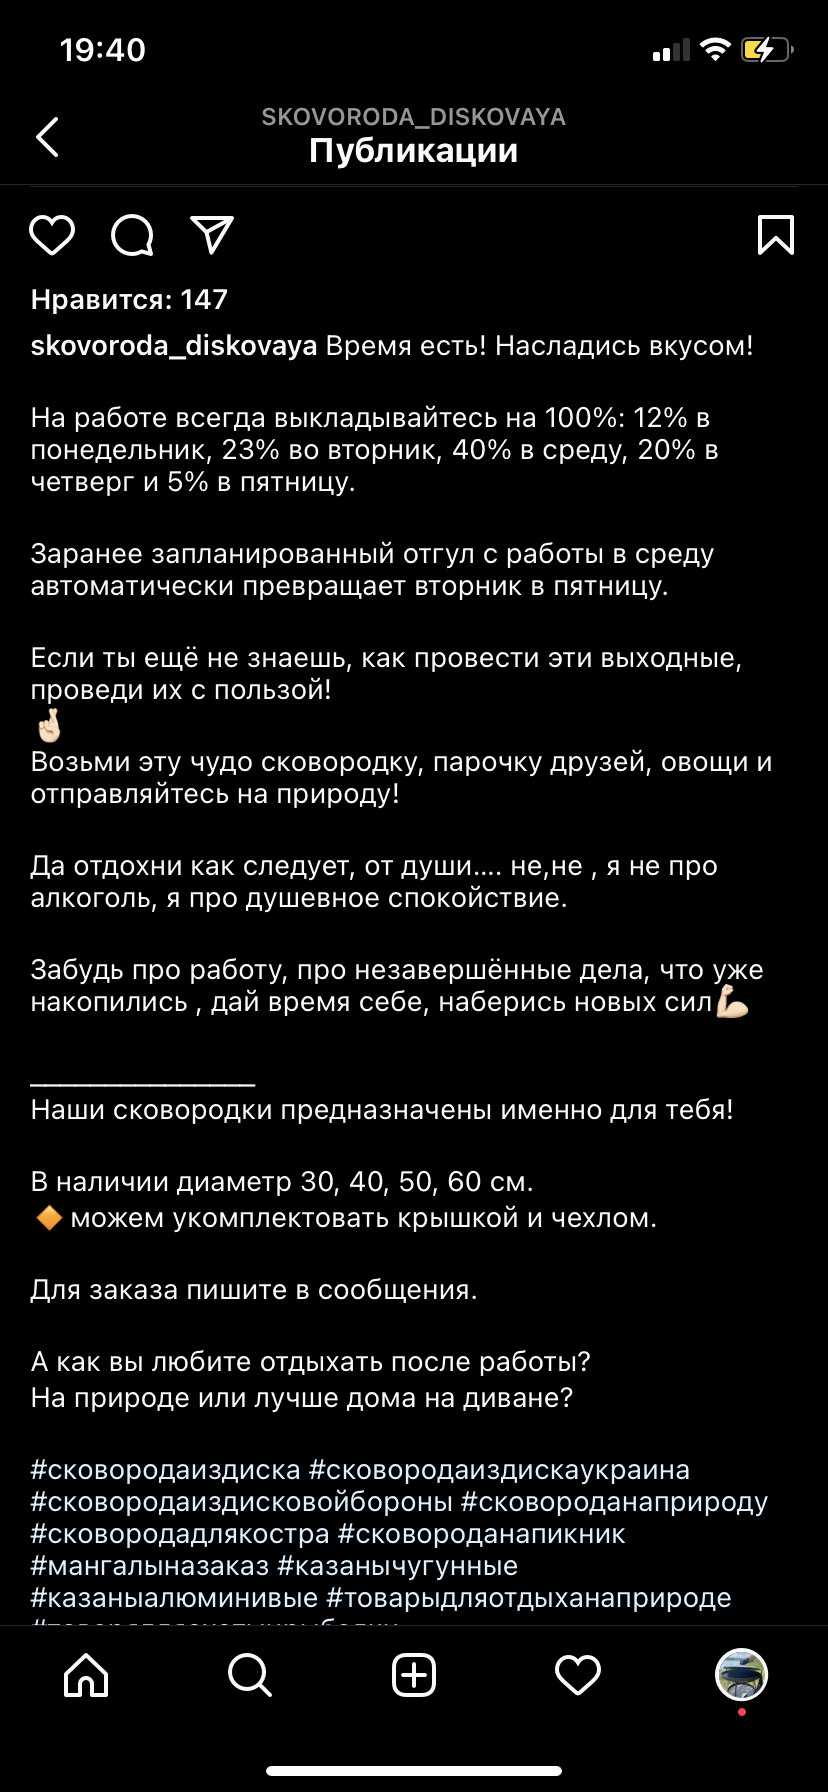 19:40
SKOVORODA_DISKOVAYA
Публикации
Нравится: 147
skovoroda_diskovaya Время есть! Насладись вкусом!
На работе всегда выкладывайтесь на 100%: 12% в
понедельник, 23% во вторник, 40% в среду, 20% в
четверг и 5% в пятницу.
Заранее запланированный отгул с работы в среду
автоматически превращает вторник в пятницу.
Если ты ещё не знаешь, как провести эти выходные,
проведи их с пользой!
🤞🏻
Возьми эту чудо сковородку, парочку друзей, овощи и
отправляйтесь на природу!
Да отдохни как следует, от души.... не,не , я не про
алкоголь, я про душевное спокойствие.
Забудь про работу, про незавершённые дела, что уже
накопились , дай время себе, наберись новых сил💪🏻
_______________
Наши сковородки предназначены именно для тебя!
В наличии диаметр 30, 40, 50, 60 см.
🔶 можем укомплектовать крышкой и чехлом.
Для заказа пишите в сообщения.
А как вы любите отдыхать после работы?
На природе или лучше дома на диване?
#сковородаиздиска #сковородаиздискаукраина
#сковородаиздисковойбороны #сковороданаприроду
#сковородадлякостра #сковороданапикник
#мангалыназаказ #казанычугунные
#казаныалюминивые #товарыдляотдыханаприроде